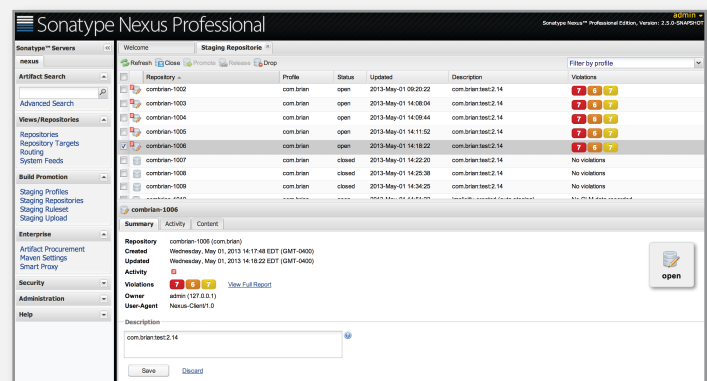 Sonatype Nexus Professional
admin
Sonatype Nexus™ Professional Edition, Version: 2.5.0-SNAPSHOT
Sonatype™ Servers
nexus
Artifact Search
Advanced Search
Views/Repositories
Repositories
Repository Targets
Routing
System Feeds
Build Promotion
Staging Profiles
Staging Repositories
Staging Ruleset
Staging Upload
Enterprise
Artifact Procurement
Maven Settings
Smart Proxy
Security
Administration
Help
Welcome Staging Repositorie
Refresh Close Promote Release Drop Filter by profile
Repository Profile Status Updated Description Violations
combrian-1002 com.brian open 2013-May-01 09:20:22 com.brian:test:2.14 7 6 7
combrian-1003 com.brian open 2013-May-01 14:08:04 com.brian:test:2.14 7 6 7
combrian-1004 com.brian open 2013-May-01 14:09:44 com.brian:test:2.14 7 6 7
combrian-1005 com.brian open 2013-May-01 14:11:52 com.brian:test:2.14 7 6 7
combrian-1006 com.brian open 2013-May-01 14:18:22 com.brian:test:2.14 7 6 7
combrian-1007 com.brian closed 2013-May-01 14:22:20 com.brian:test:2.14 No violations
combrian-1008 com.brian closed 2013-May-01 14:25:38 com.brian:test:2.14 No violations
combrian-1009 com.brian closed 2013-May-01 14:34:25 com.brian:test:2.14 No violations
combrian-1006
Summary Activity Content
Repository combrian-1006 (com.brian)
Created Wednesday, May 01, 2013 14:17:48 EDT (GMT-0400)
Updated Wednesday, May 01, 2013 14:18:22 EDT (GMT-0400)
Activity
Violations 7 6 7 View Full Report
Owner admin (127.0.0.1)
User-Agent Nexus-Client/1.0
open
Description
com.brian:test:2.14
Save Discard